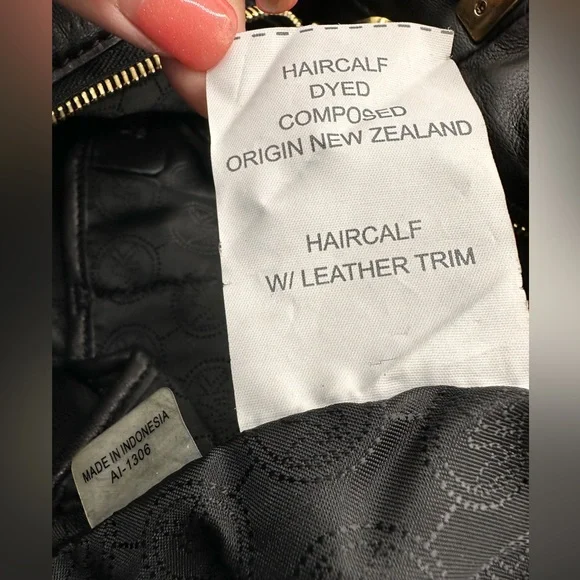 HAIRCALF
DYED
COMPOSED
ORIGIN NEW ZEALAND
HAIRCALF
W/ LEATHER TRIM
MADE IN INDONESIA
AI-1306